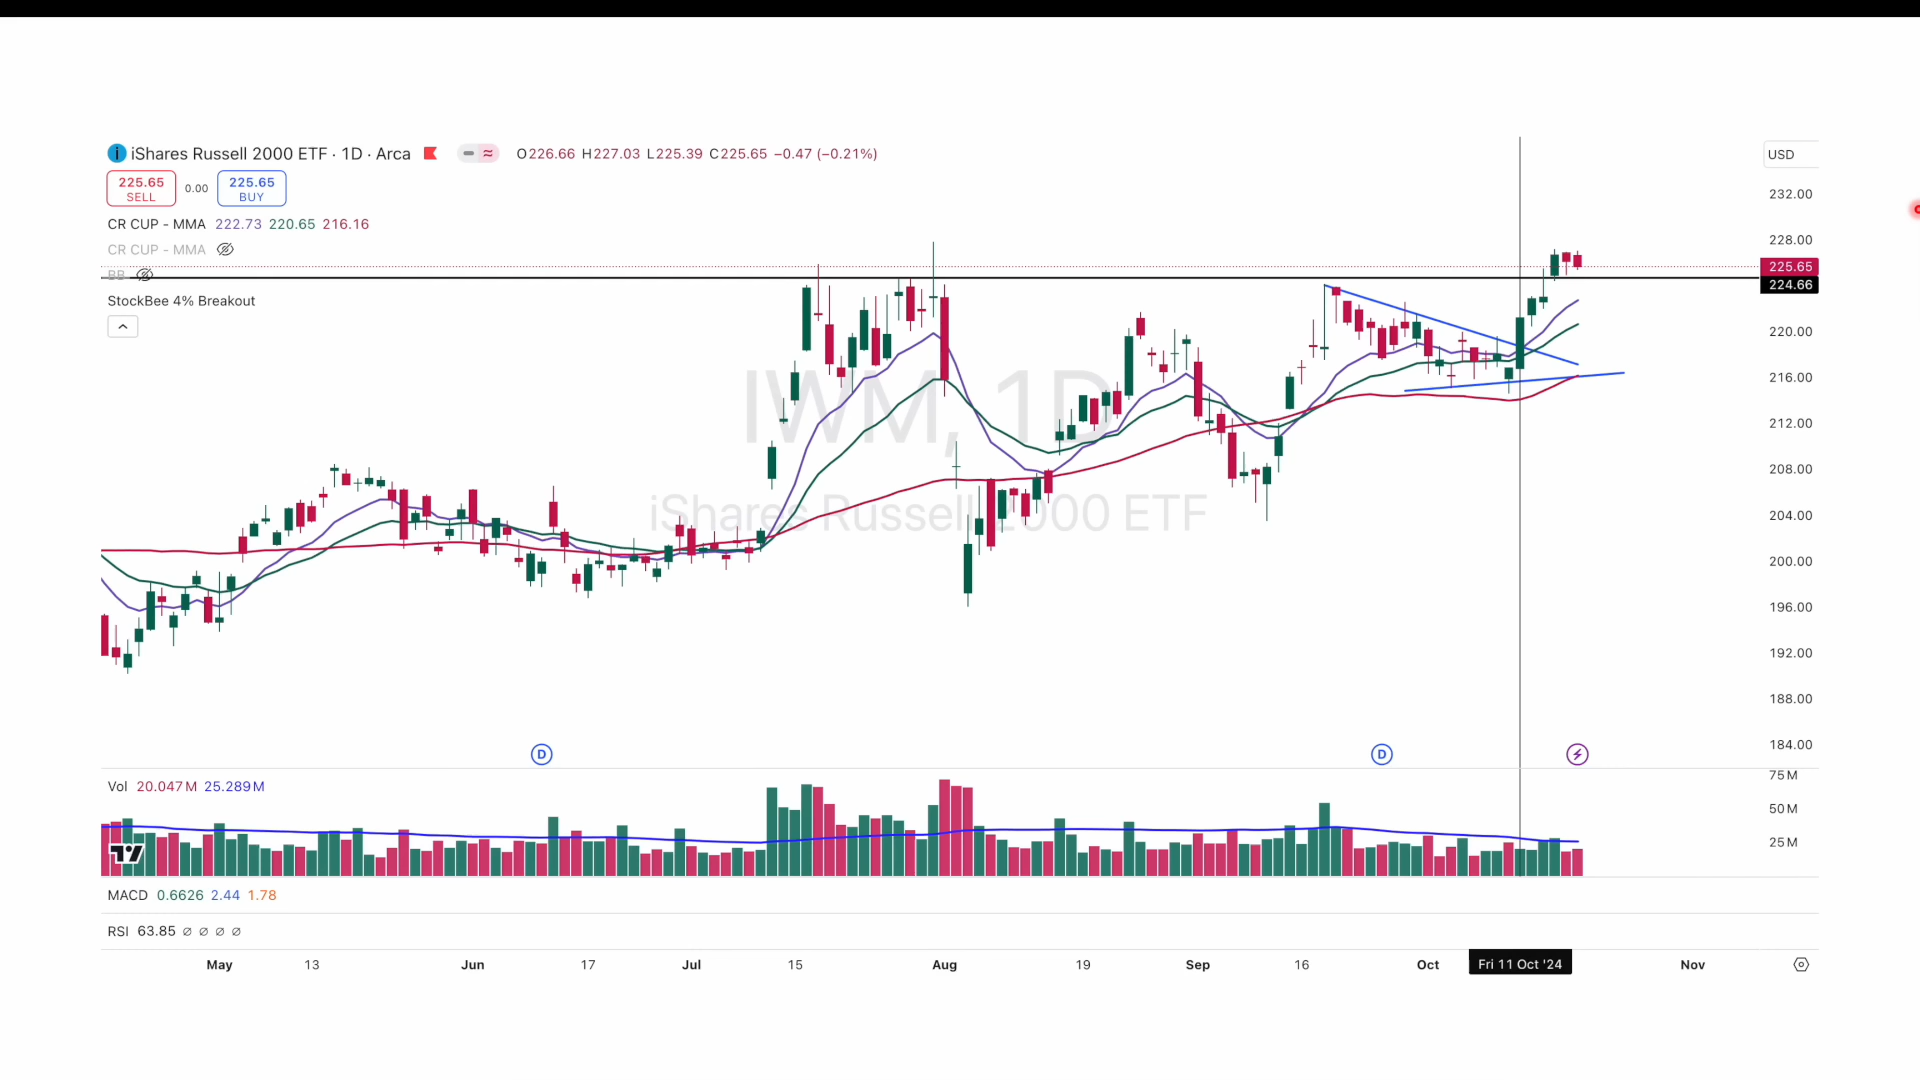 iShares Russell 2000 ETF · 1D · Arca O226.66 H227.03 L225.39 C225.65 −0.47 (−0.21%)
USD
225.65 SELL
0.00
225.65 BUY
CR CUP - MMA 222.73 220.65 216.16
CR CUP - MMA
BB
StockBee 4% Breakout
232.00
228.00
225.65
224.66
220.00
216.00
212.00
208.00
204.00
200.00
196.00
192.00
188.00
184.00
IWM, 1D
iShares Russell 2000 ETF
D
D
Vol 20.047M 25.289M
75M
50M
25M
MACD 0.6626 2.44 1.78
RSI 63.85 ∅ ∅ ∅ ∅
May 13 Jun 17 Jul 15 Aug 19 Sep 16 Oct Fri 11 Oct '24 Nov